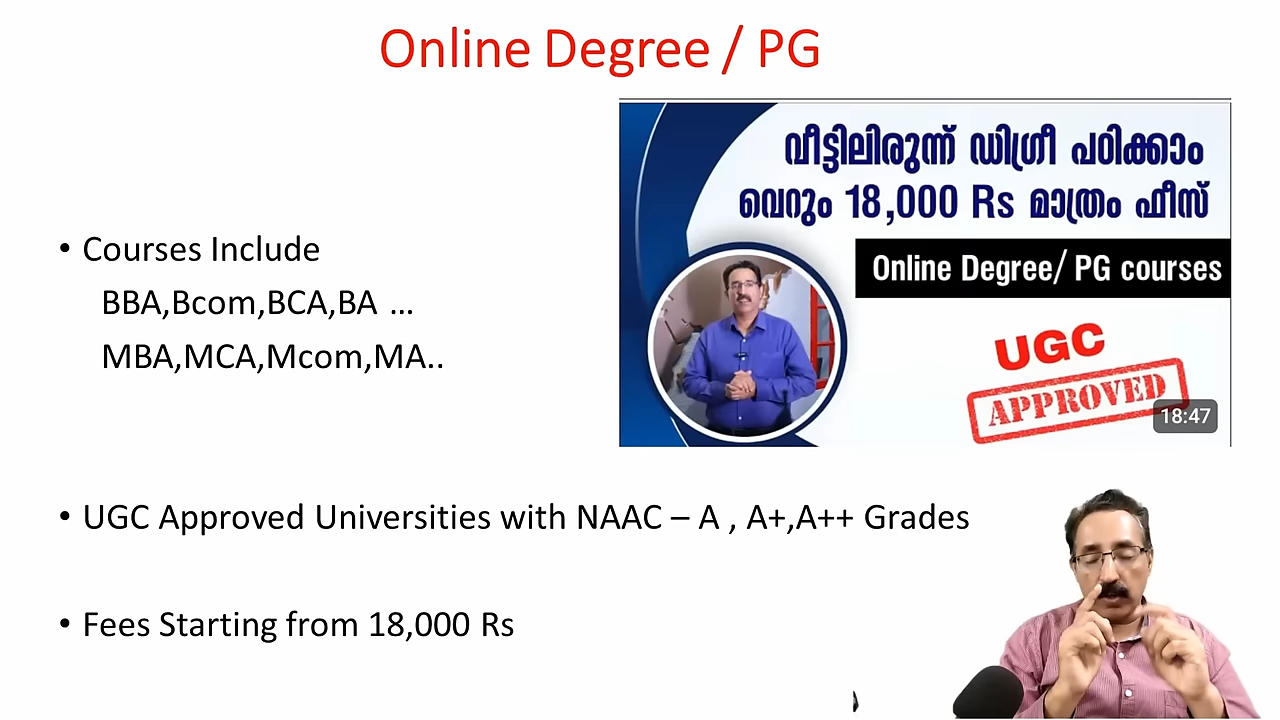 Online Degree / PG
വീട്ടിലിരുന്ന് ഡിഗ്രീ പഠിക്കാം
വെറും 18,000 Rs മാത്രം ഫീസ്
Online Degree/ PG courses
UGC
APPROVED
18:47
• Courses Include
BBA,Bcom,BCA,BA ...
MBA,MCA,Mcom,MA..
• UGC Approved Universities with NAAC – A , A+,A++ Grades
• Fees Starting from 18,000 Rs